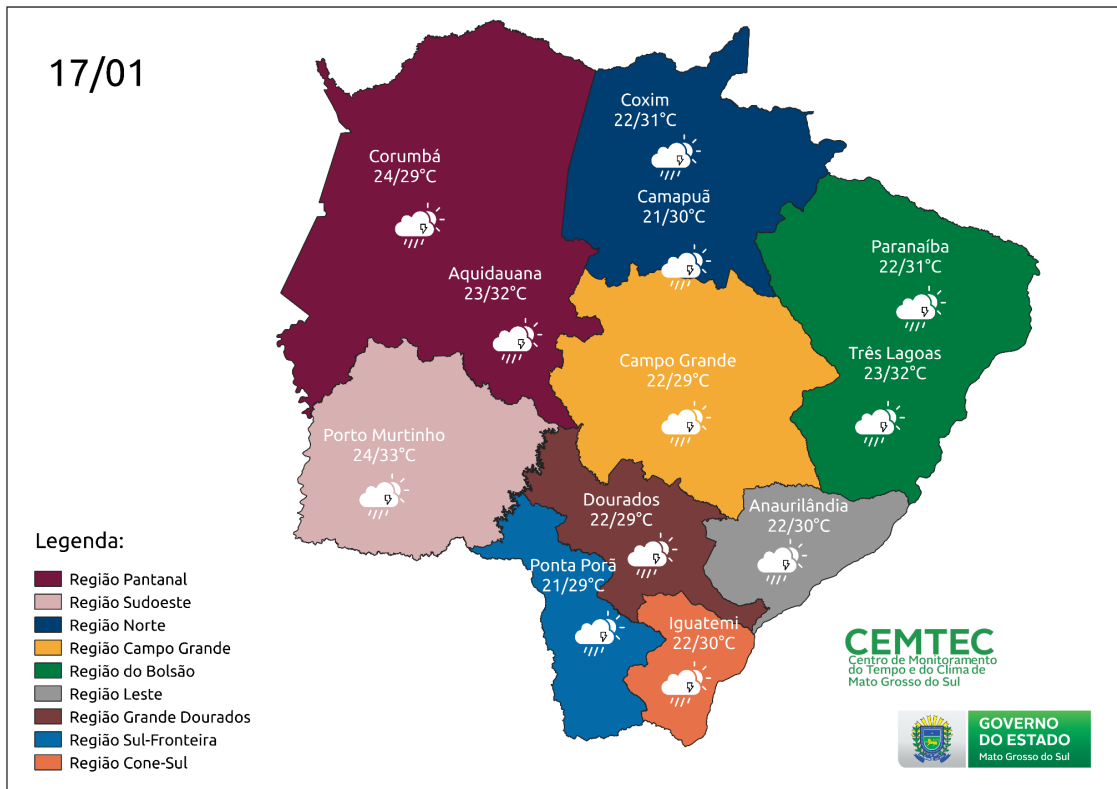 17/01
Coxim
22/31°C
Corumbá
24/29°C
Camapuã
21/30°C
Paranaíba
22/31°C
Aquidauana
23/32°C
Três Lagoas
23/32°C
Campo Grande
22/29°C
Porto Murtinho
24/33°C
Dourados
22/29°C
Anaurilândia
22/30°C
Ponta Porã
21/29°C
Iguatemi
22/30°C
Legenda:
Região Pantanal
Região Sudoeste
Região Norte
Região Campo Grande
Região do Bolsão
Região Leste
Região Grande Dourados
Região Sul-Fronteira
Região Cone-Sul
CEMTEC
Centro de Monitoramento
do Tempo e do Clima de
Mato Grosso do Sul
GOVERNO
DO ESTADO
Mato Grosso do Sul